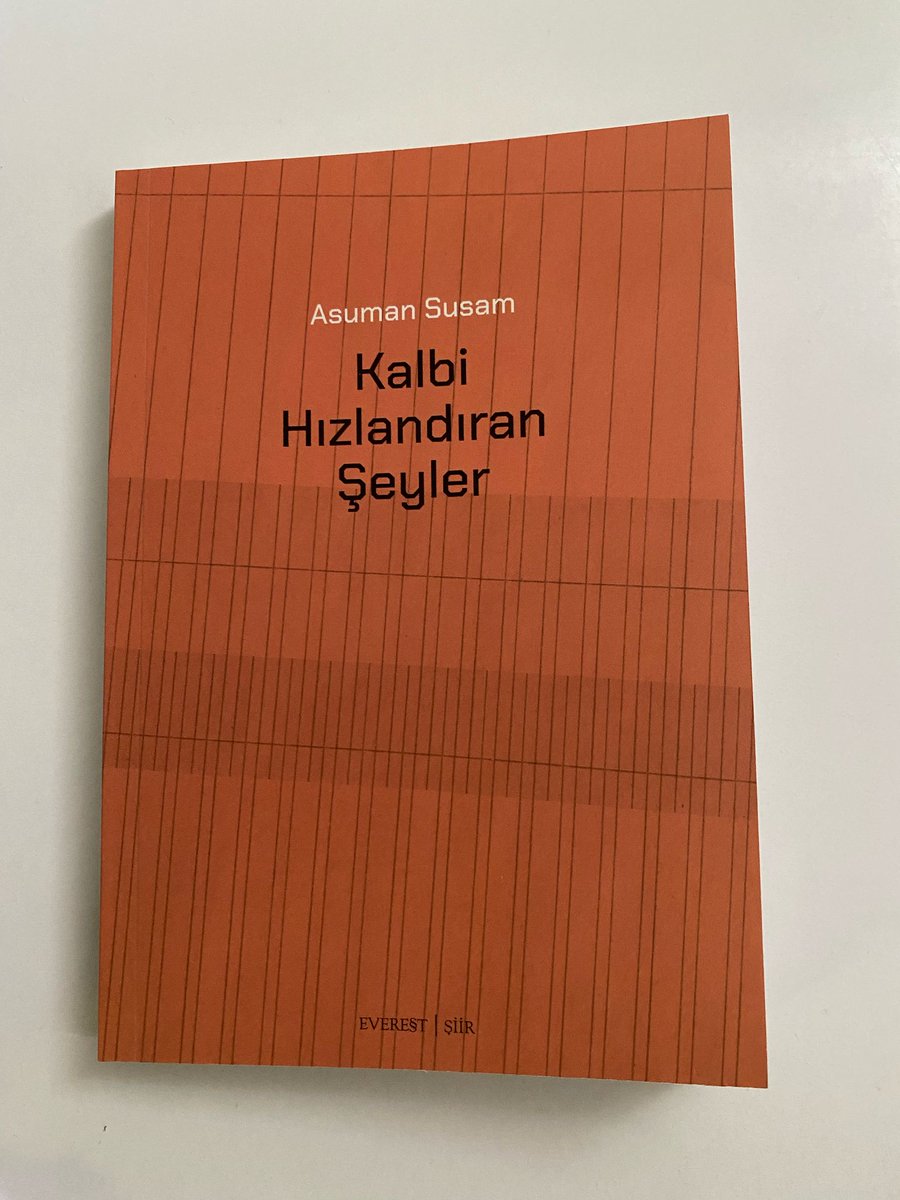 Asuman Susam
Kalbi
Hızlandıran
Şeyler
EVEREST | ŞİİR